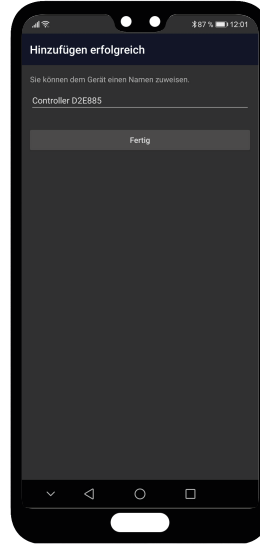 87 % 12:01
Hinzufügen erfolgreich
Sie können dem Gerät einen Namen zuweisen.
Controller D2E885
Fertig